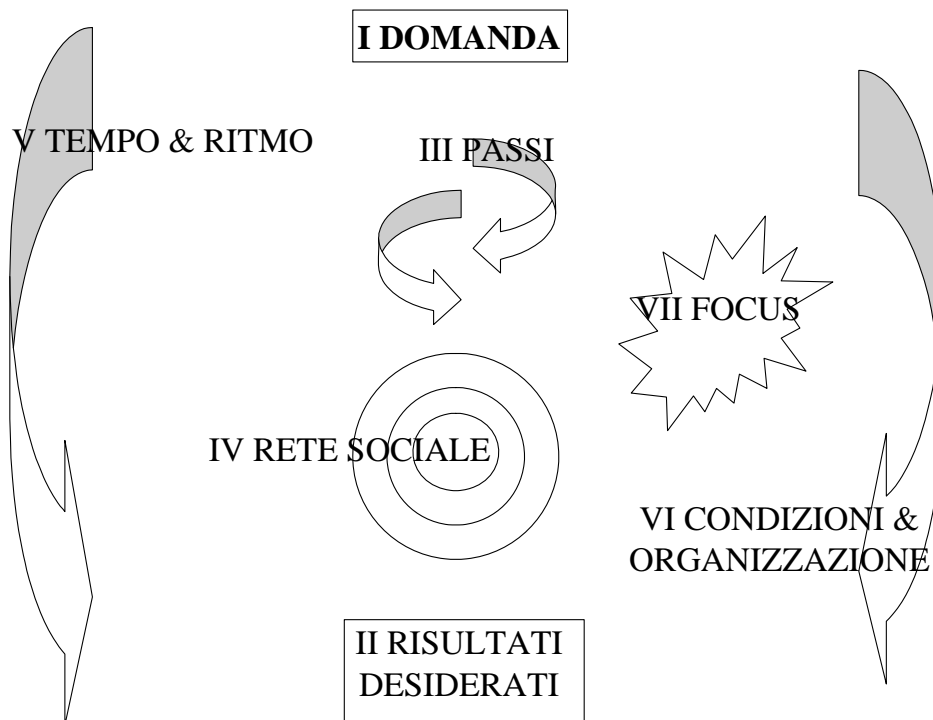 I DOMANDA
V TEMPO & RITMO
III PASSI
VII FOCUS
IV RETE SOCIALE
VI CONDIZIONI &
ORGANIZZAZIONE
II RISULTATI
DESIDERATI